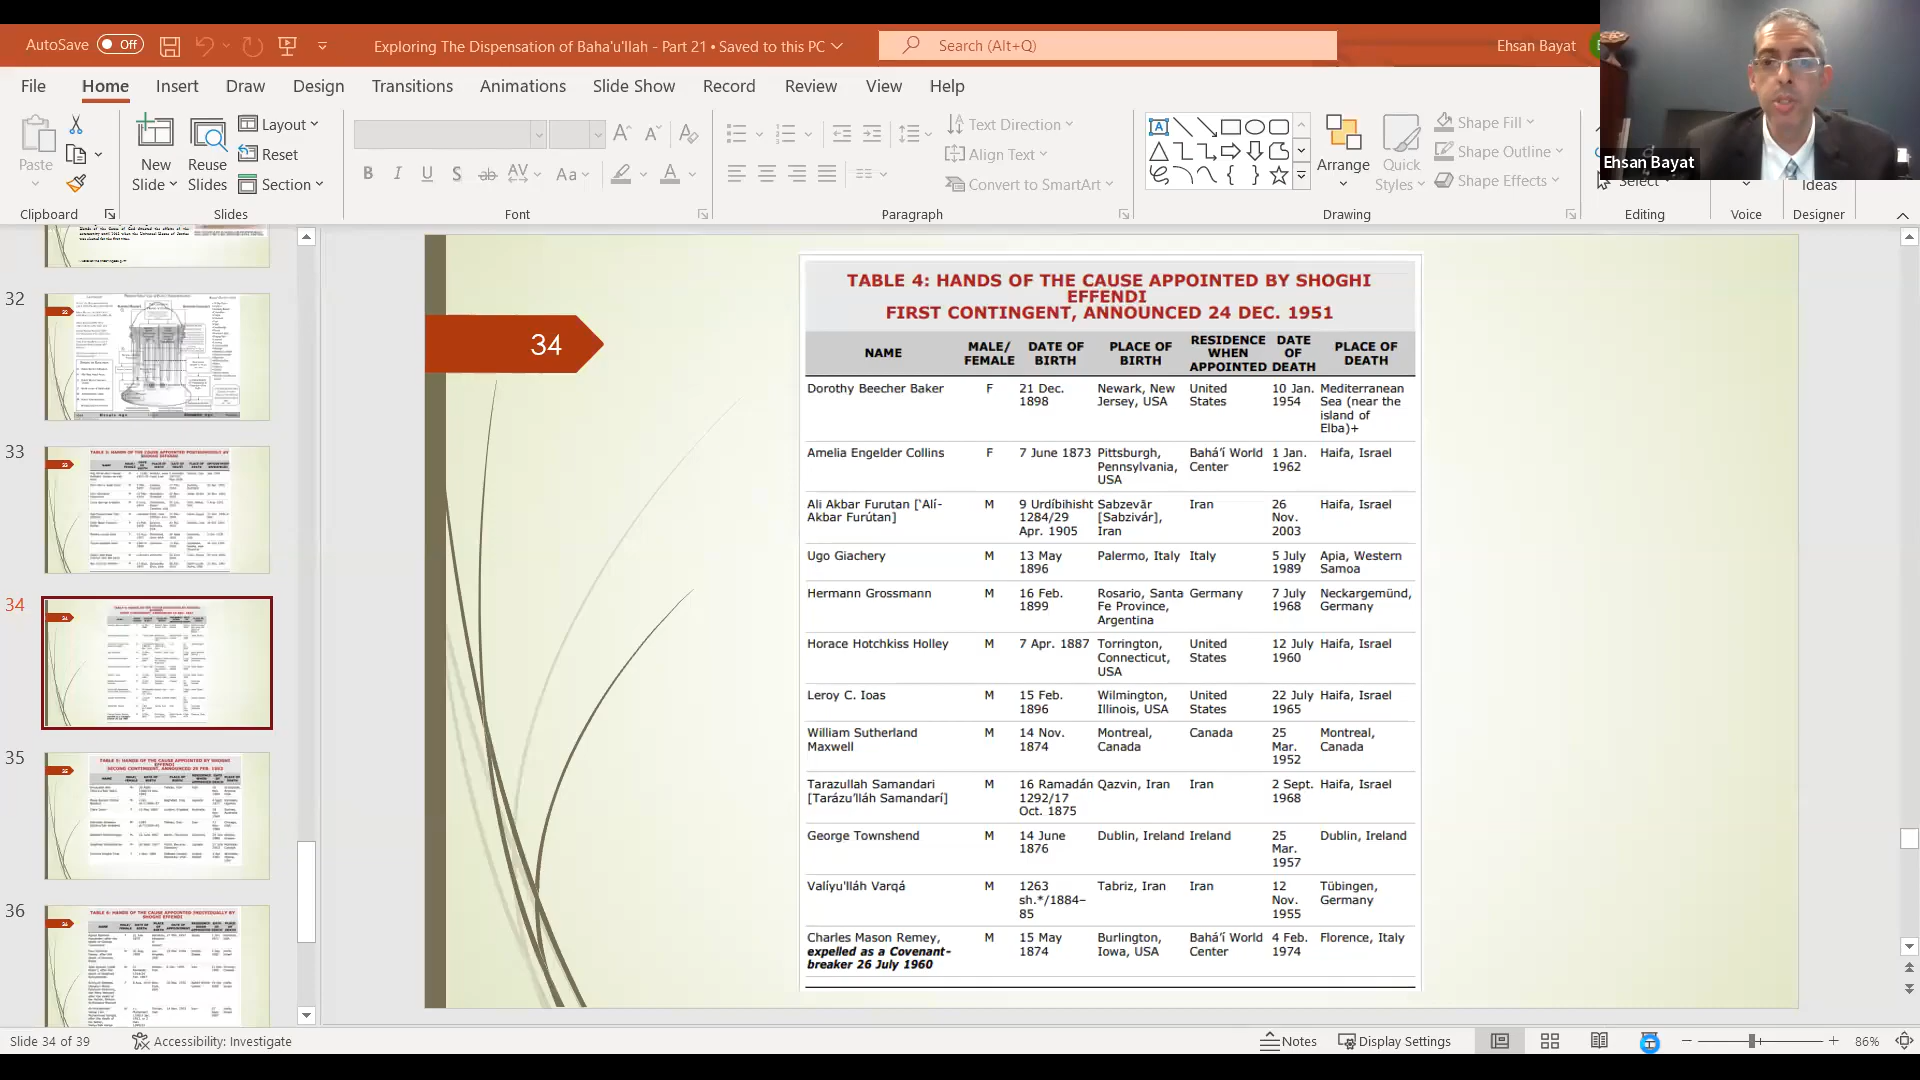 AutoSave Off
Exploring The Dispensation of Baha'u'llah - Part 21 • Saved to this PC
Search (Alt+Q)
Ehsan Bayat
File Home Insert Draw Design Transitions Animations Slide Show Record Review View Help
Paste
New Slide
Reuse Slides
Layout
Reset
Section
Text Direction
Align Text
Convert to SmartArt
Arrange
Quick Styles
Shape Fill
Shape Outline
Shape Effects
Select
Ideas
Ehsan Bayat
Clipboard Slides Font Paragraph Drawing Editing Voice Designer
32
33
34
35
36
34
TABLE 4: HANDS OF THE CAUSE APPOINTED BY SHOGHI
EFFENDI
FIRST CONTINGENT, ANNOUNCED 24 DEC. 1951
NAME MALE/ FEMALE DATE OF BIRTH PLACE OF BIRTH RESIDENCE WHEN APPOINTED DATE OF DEATH PLACE OF DEATH
Dorothy Beecher Baker F 21 Dec. 1898 Newark, New Jersey, USA United States 10 Jan. 1954 Mediterranean Sea (near the island of Elba)+
Amelia Engelder Collins F 7 June 1873 Pittsburgh, Pennsylvania, USA Bahá’í World Center 1 Jan. 1962 Haifa, Israel
Ali Akbar Furutan [‘Alí-Akbar Furútan] M 9 Urdíbihisht 1284/29 Apr. 1905 Sabzevār [Sabzivár], Iran Iran 26 Nov. 2003 Haifa, Israel
Ugo Giachery M 13 May 1896 Palermo, Italy Italy 5 July 1989 Apia, Western Samoa
Hermann Grossmann M 16 Feb. 1899 Rosario, Santa Fe Province, Argentina Germany 7 July 1968 Neckargemünd, Germany
Horace Hotchkiss Holley M 7 Apr. 1887 Torrington, Connecticut, USA United States 12 July 1960 Haifa, Israel
Leroy C. Ioas M 15 Feb. 1896 Wilmington, Illinois, USA United States 22 July 1965 Haifa, Israel
William Sutherland Maxwell M 14 Nov. 1874 Montreal, Canada Canada 25 Mar. 1952 Montreal, Canada
Tarazullah Samandari [Tarázu’lláh Samandarí] M 16 Ramadán 1292/17 Oct. 1875 Qazvin, Iran Iran 2 Sept. 1968 Haifa, Israel
George Townshend M 14 June 1876 Dublin, Ireland Ireland 25 Mar. 1957 Dublin, Ireland
Valíyu'lláh Varqá M 1263 sh.*/1884–85 Tabriz, Iran Iran 12 Nov. 1955 Tübingen, Germany
Charles Mason Remey, expelled as a Covenant-breaker 26 July 1960 M 15 May 1874 Burlington, Iowa, USA Bahá’í World Center 4 Feb. 1974 Florence, Italy
Slide 34 of 39 Accessibility: Investigate Notes Display Settings 86%